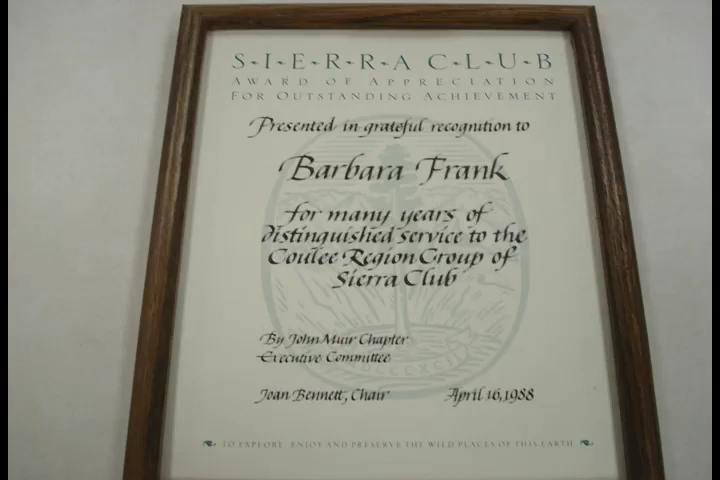 S·I·E·R·R·A C·L·U·B
AWARD OF APPRECIATION
FOR OUTSTANDING ACHIEVEMENT
Presented in grateful recognition to
Barbara Frank
for many years of
distinguished service to the
Coulee Region Group of
Sierra Club
By John Muir Chapter
Executive Committee
Joan Bennett, Chair April 16, 1988
TO EXPLORE, ENJOY AND PRESERVE THE WILD PLACES OF THIS EARTH